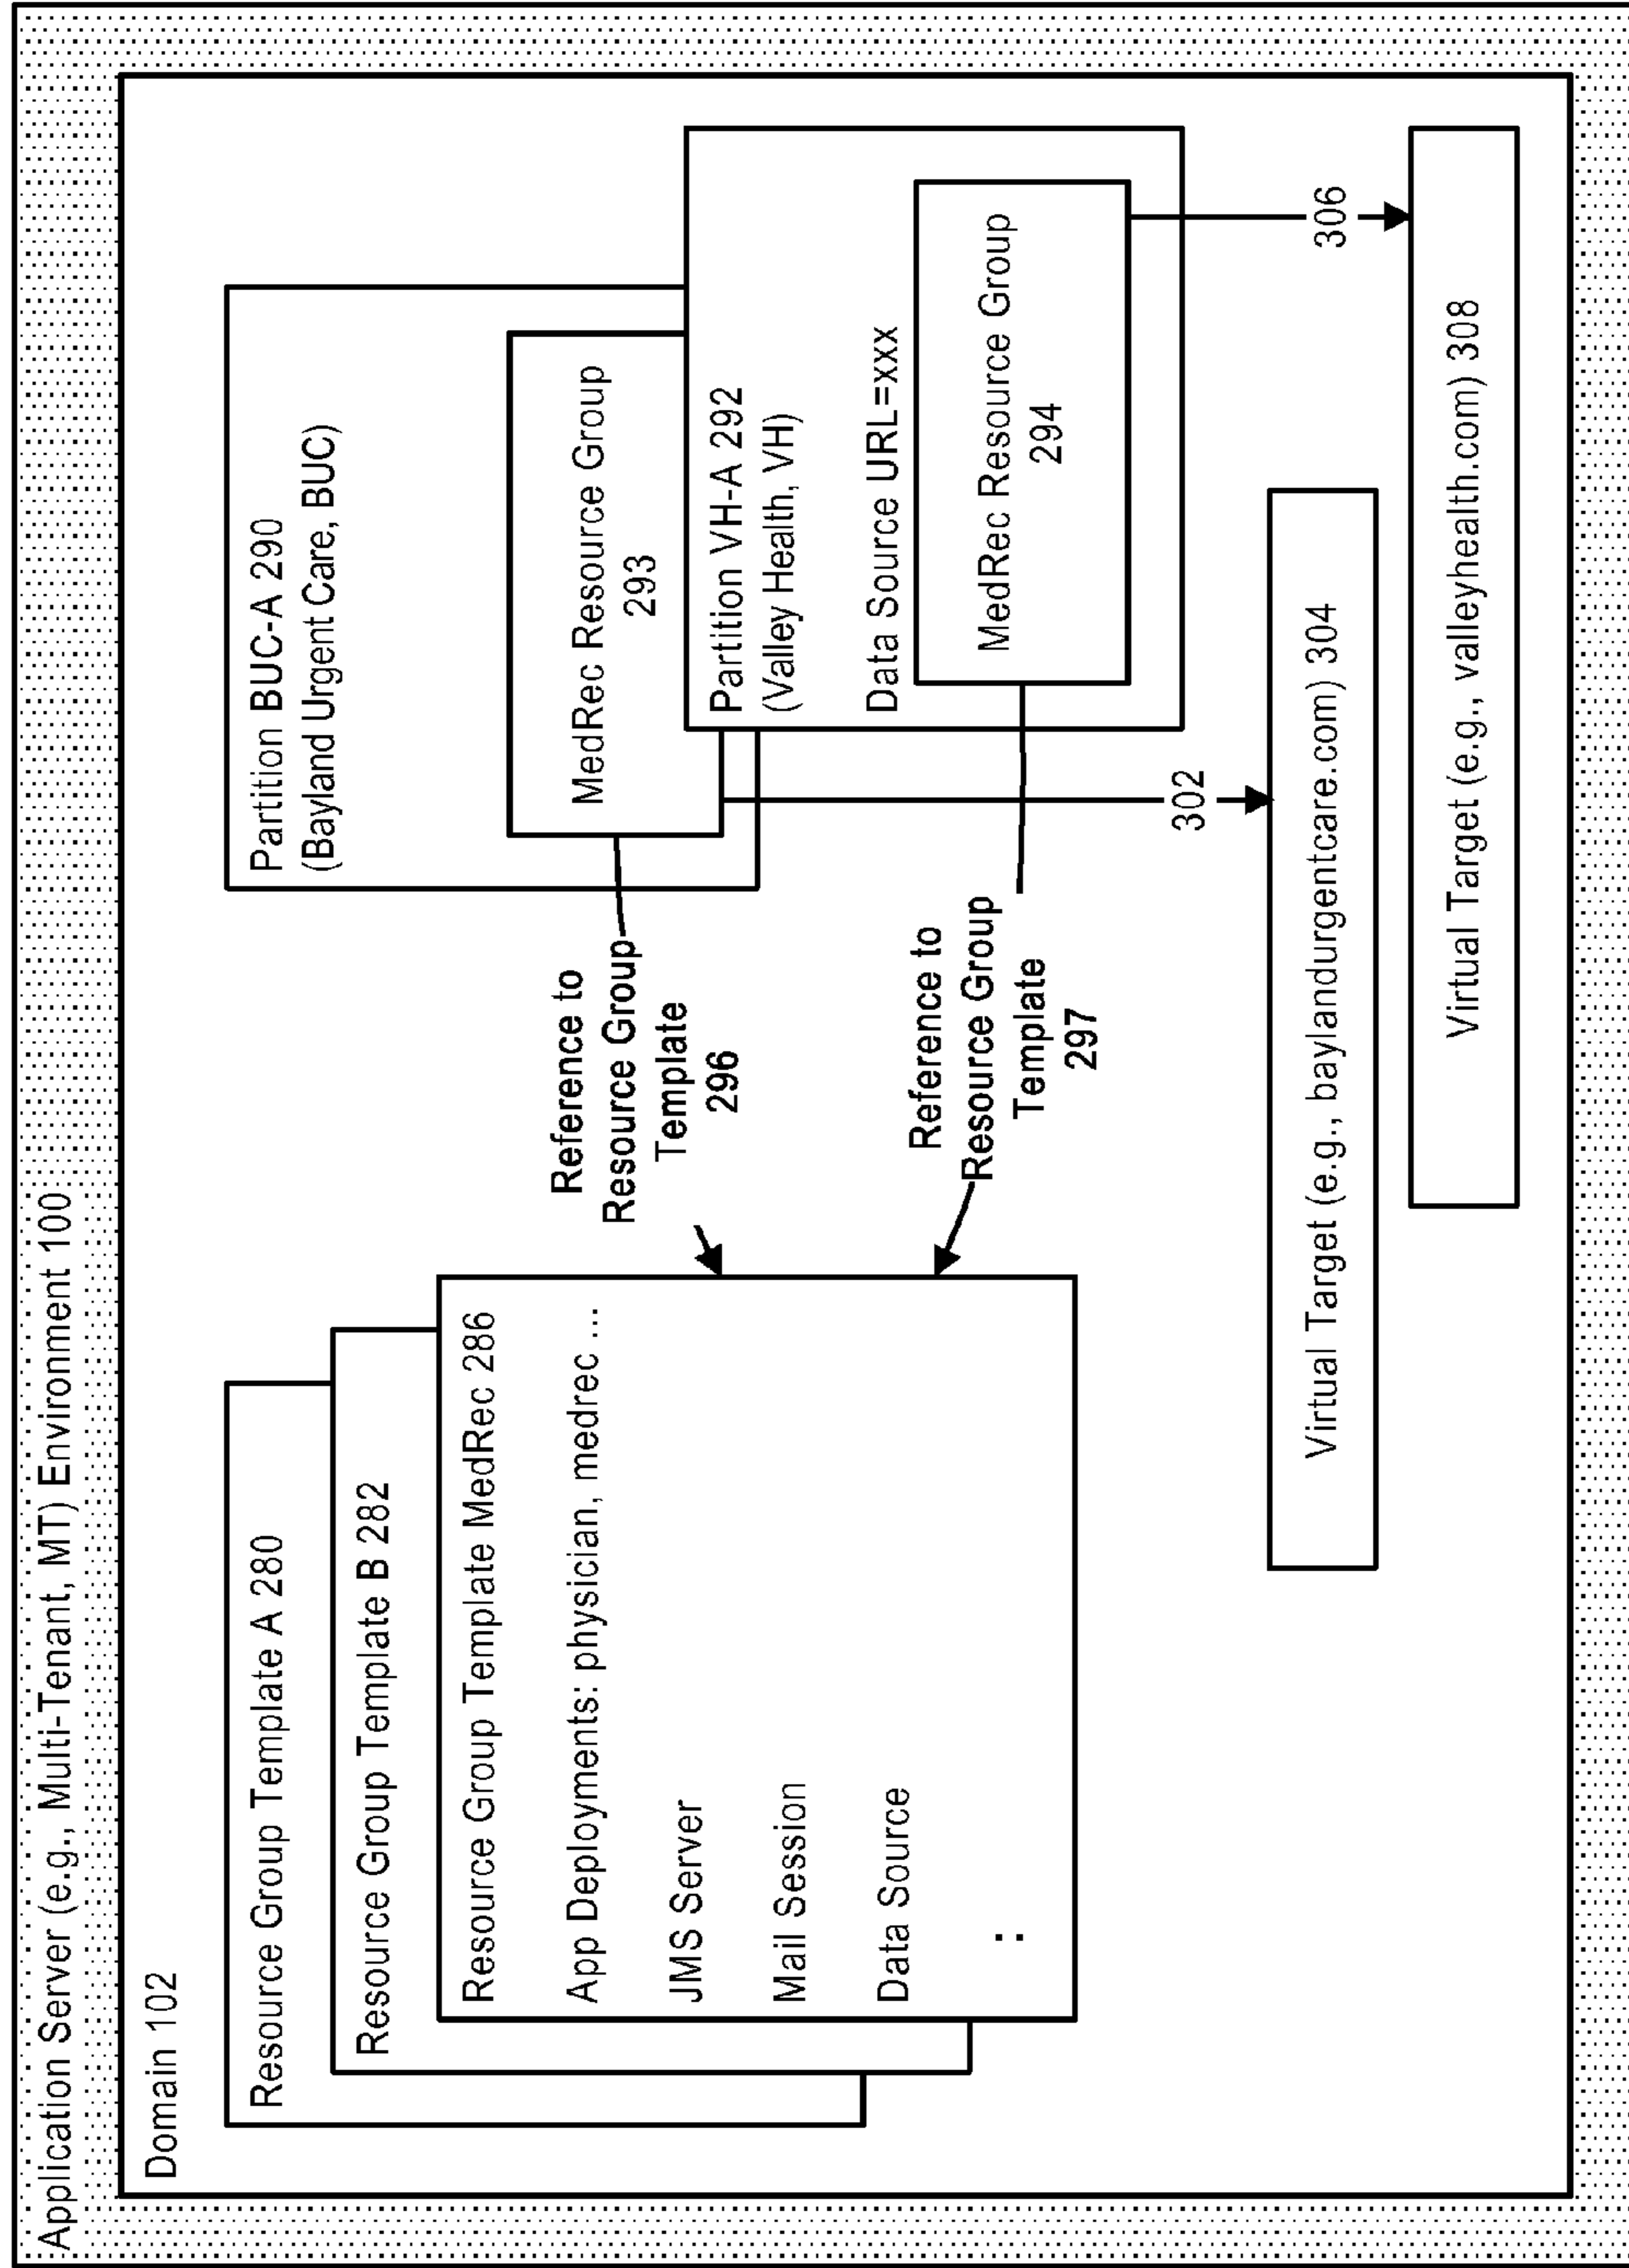 Application Server (e.g., Multi-Tenant, MT) Environment 100
Domain 102
Resource Group Template A 280
Resource Group Template B 282
Resource Group Template MedRec 286
App Deployments: physician, medrec ...
JMS Server
Mail Session
Data Source
:
Reference to
Resource Group
Template
296
Reference to
Resource Group
Template
297
Partition BUC-A 290
(Bayland Urgent Care, BUC)
MedRec Resource Group
293
Partition VH-A 292
(Valley Health, VH)
Data Source URL=xxx
MedRec Resource Group
294
302
306
Virtual Target (e.g., baylandurgentcare.com) 304
Virtual Target (e.g., valleyhealth.com) 308